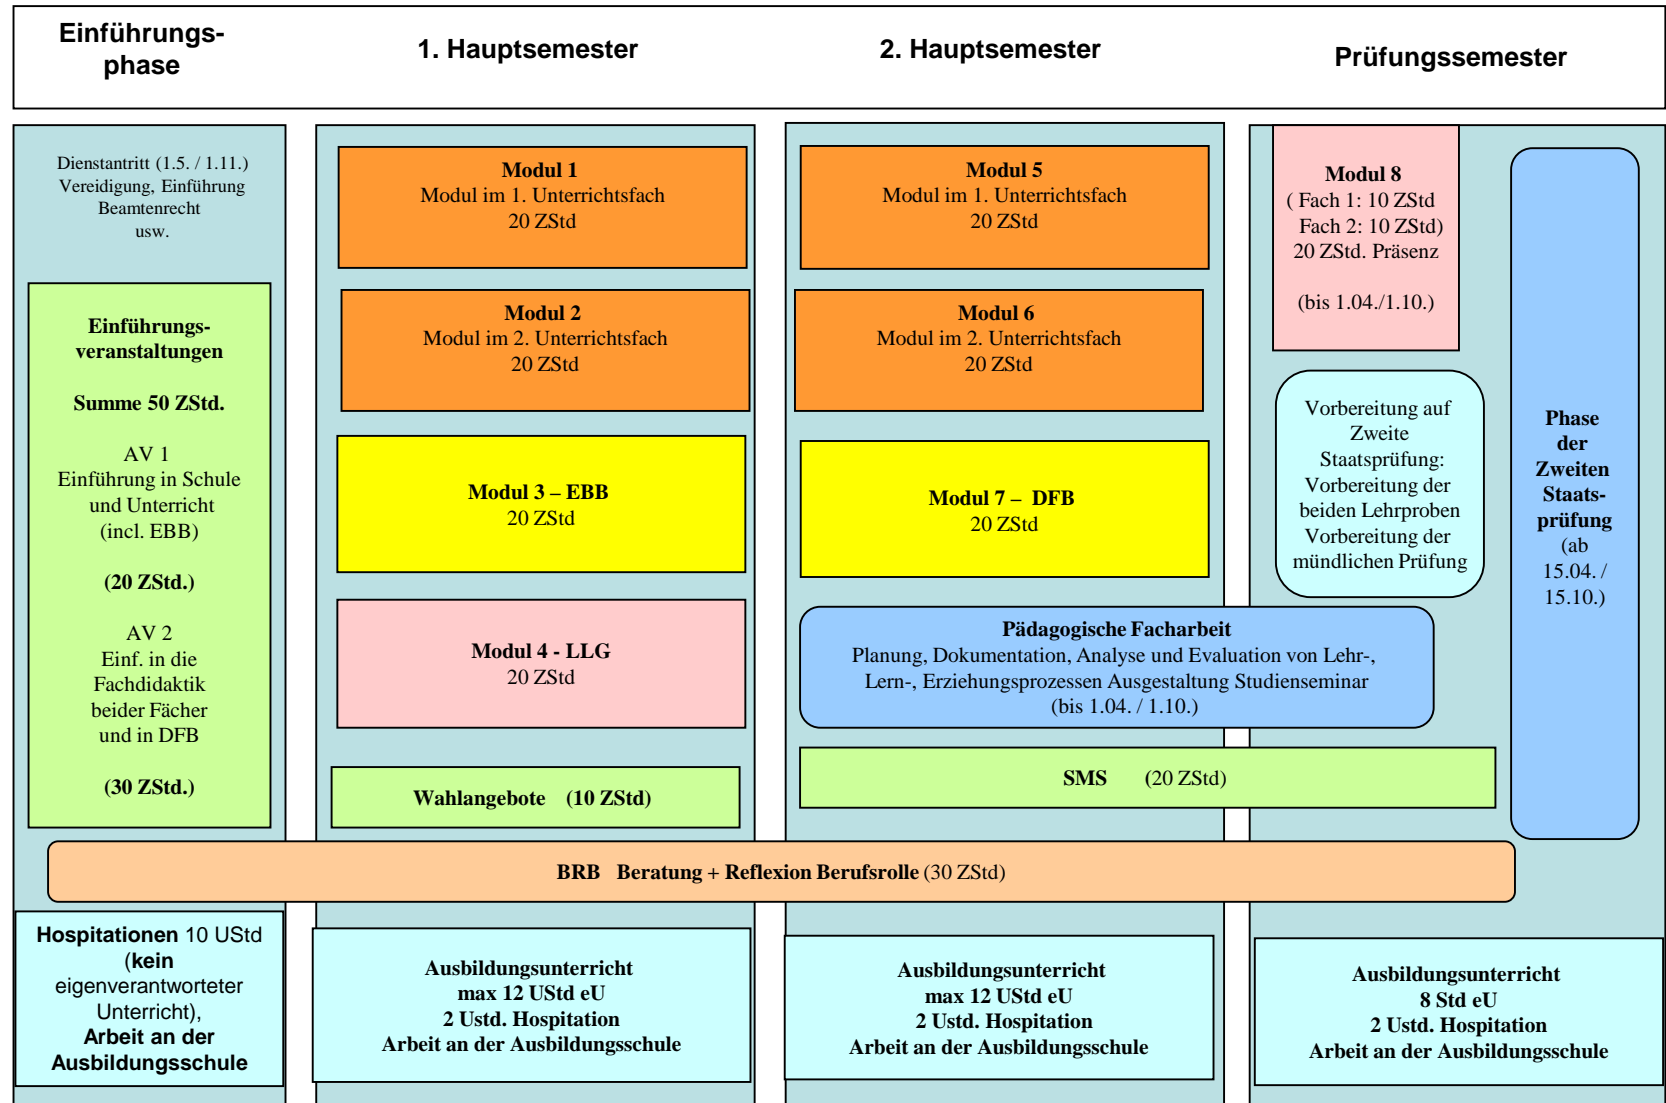 Einführungs-
phase
1. Hauptsemester
2. Hauptsemester
Prüfungssemester
Dienstantritt (1.5. / 1.11.)
Vereidigung, Einführung
Beamtenrecht
usw.
Einführungs-
veranstaltungen
Summe 50 ZStd.
AV 1
Einführung in Schule
und Unterricht
(incl. EBB)
(20 ZStd.)
AV 2
Einf. in die
Fachdidaktik
beider Fächer
und in DFB
(30 ZStd.)
Modul 1
Modul im 1. Unterrichtsfach
20 ZStd
Modul 2
Modul im 2. Unterrichtsfach
20 ZStd
Modul 3 – EBB
20 ZStd
Modul 4 - LLG
20 ZStd
Wahlangebote (10 ZStd)
Modul 5
Modul im 1. Unterrichtsfach
20 ZStd
Modul 6
Modul im 2. Unterrichtsfach
20 ZStd
Modul 7 – DFB
20 ZStd
Pädagogische Facharbeit
Planung, Dokumentation, Analyse und Evaluation von Lehr-,
Lern-, Erziehungsprozessen Ausgestaltung Studienseminar
(bis 1.04. / 1.10.)
SMS (20 ZStd)
Modul 8
( Fach 1: 10 ZStd
Fach 2: 10 ZStd)
20 ZStd. Präsenz
(bis 1.04./1.10.)
Vorbereitung auf
Zweite
Staatsprüfung:
Vorbereitung der
beiden Lehrproben
Vorbereitung der
mündlichen Prüfung
Phase
der
Zweiten
Staats-
prüfung
(ab
15.04. /
15.10.)
BRB Beratung + Reflexion Berufsrolle (30 ZStd)
Hospitationen 10 UStd
(kein
eigenverantworteter
Unterricht),
Arbeit an der
Ausbildungsschule
Ausbildungsunterricht
max 12 UStd eU
2 Ustd. Hospitation
Arbeit an der Ausbildungsschule
Ausbildungsunterricht
max 12 UStd eU
2 Ustd. Hospitation
Arbeit an der Ausbildungsschule
Ausbildungsunterricht
8 Std eU
2 Ustd. Hospitation
Arbeit an der Ausbildungsschule